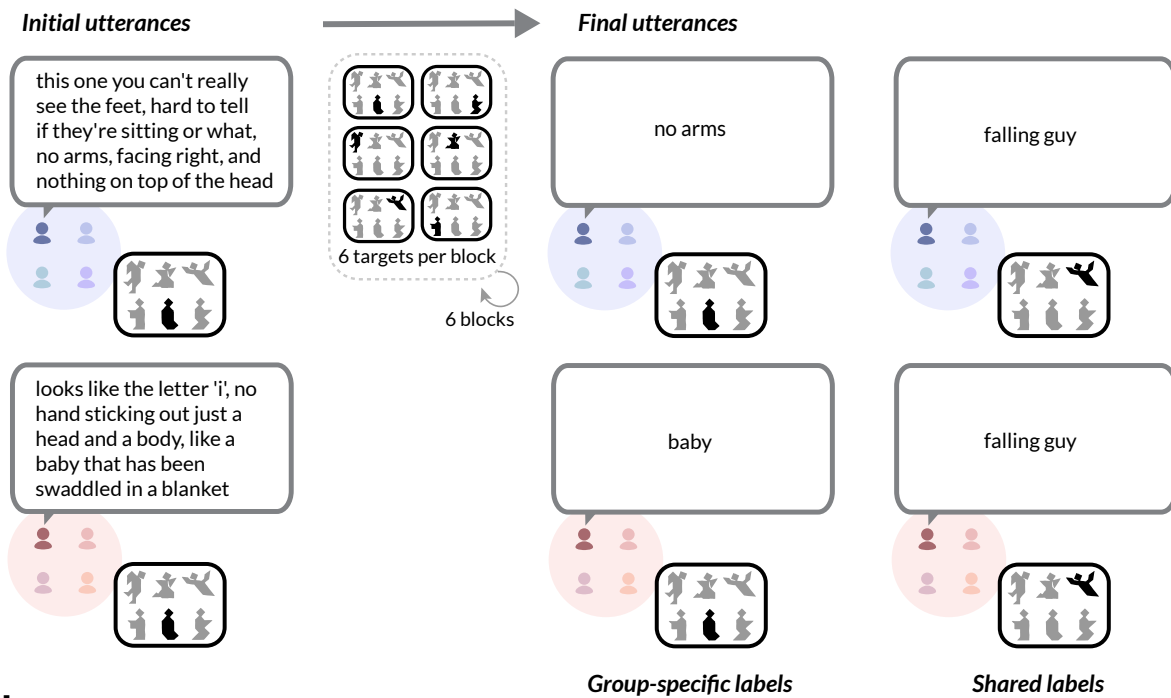 Initial utterances
Final utterances
this one you can't really
see the feet, hard to tell
if they're sitting or what,
no arms, facing right, and
nothing on top of the head
6 targets per block
6 blocks
no arms
falling guy
looks like the letter 'i', no
hand sticking out just a
head and a body, like a
baby that has been
swaddled in a blanket
baby
falling guy
Group-specific labels
Shared labels